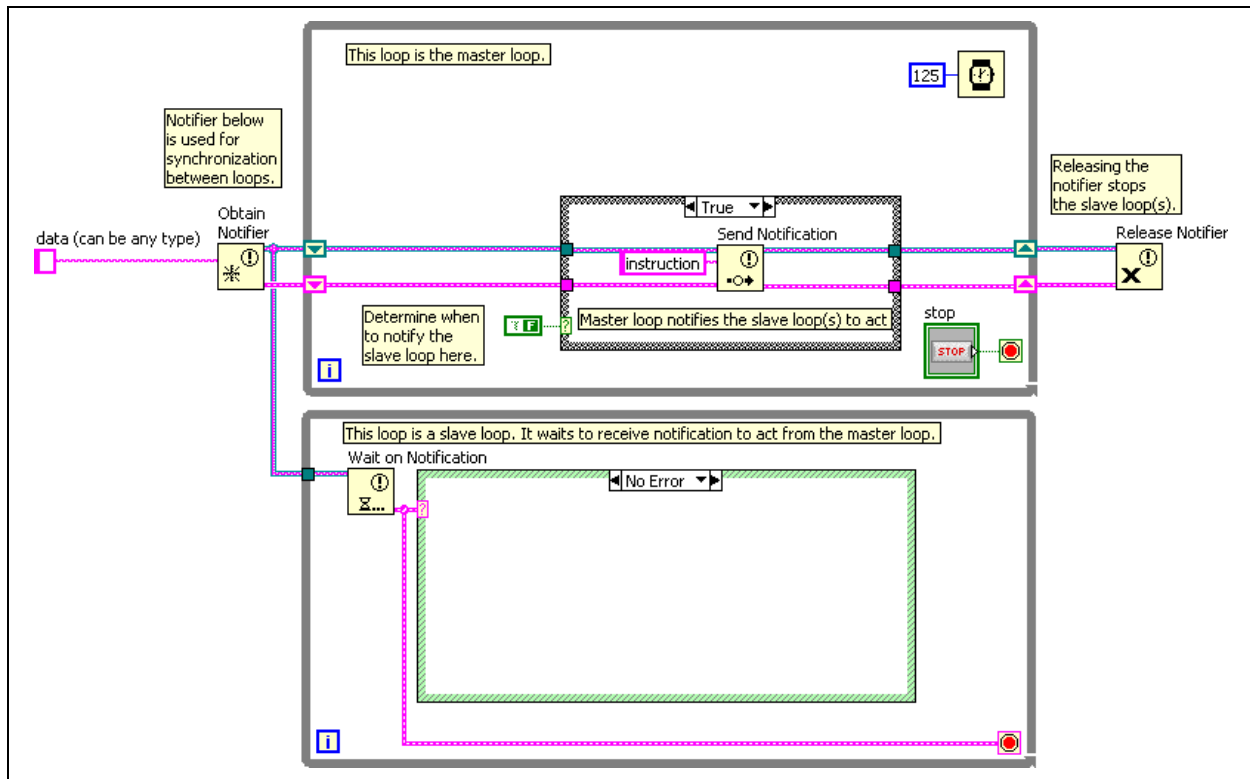 This loop is the master loop.
125
Notifier below
is used for
synchronization
between loops.
Releasing the
notifier stops
the slave loop(s).
Obtain
Notifier
data (can be any type)
True
Send Notification
instruction
Release Notifier
Determine when
to notify the
slave loop here.
F
?
Master loop notifies the slave loop(s) to act
stop
STOP
i
This loop is a slave loop. It waits to receive notification to act from the master loop.
Wait on Notification
No Error
?
i